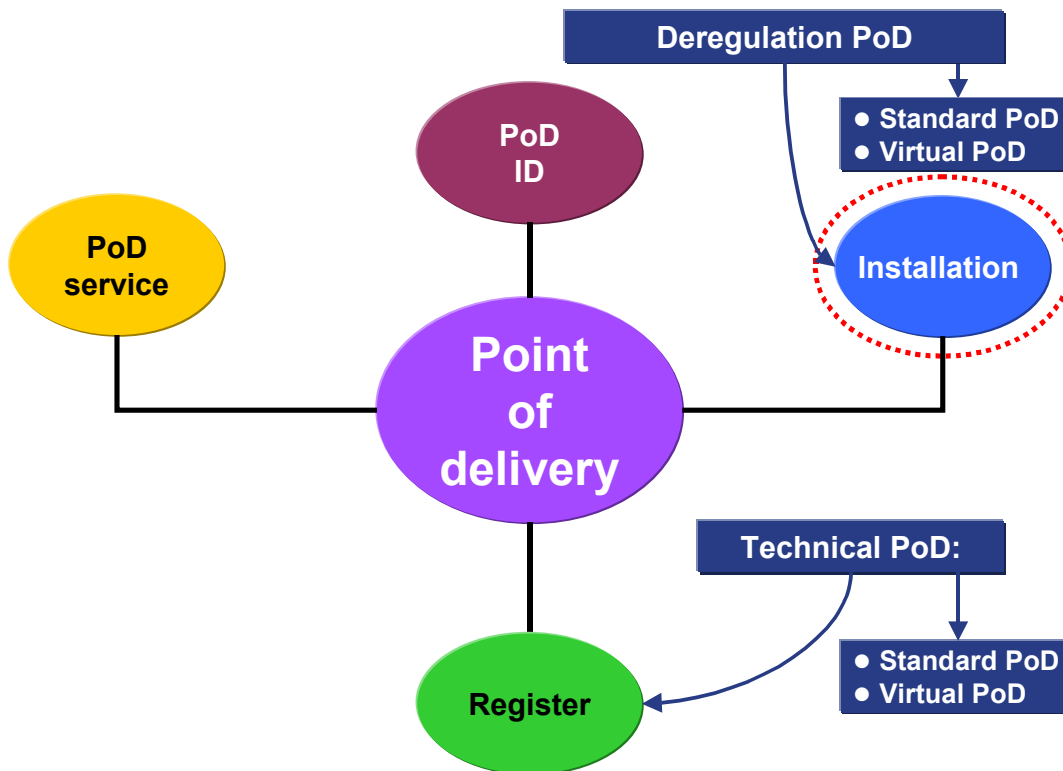 Deregulation PoD
● Standard PoD
● Virtual PoD
PoD
ID
PoD
service
Installation
Point
of
delivery
Technical PoD:
● Standard PoD
● Virtual PoD
Register